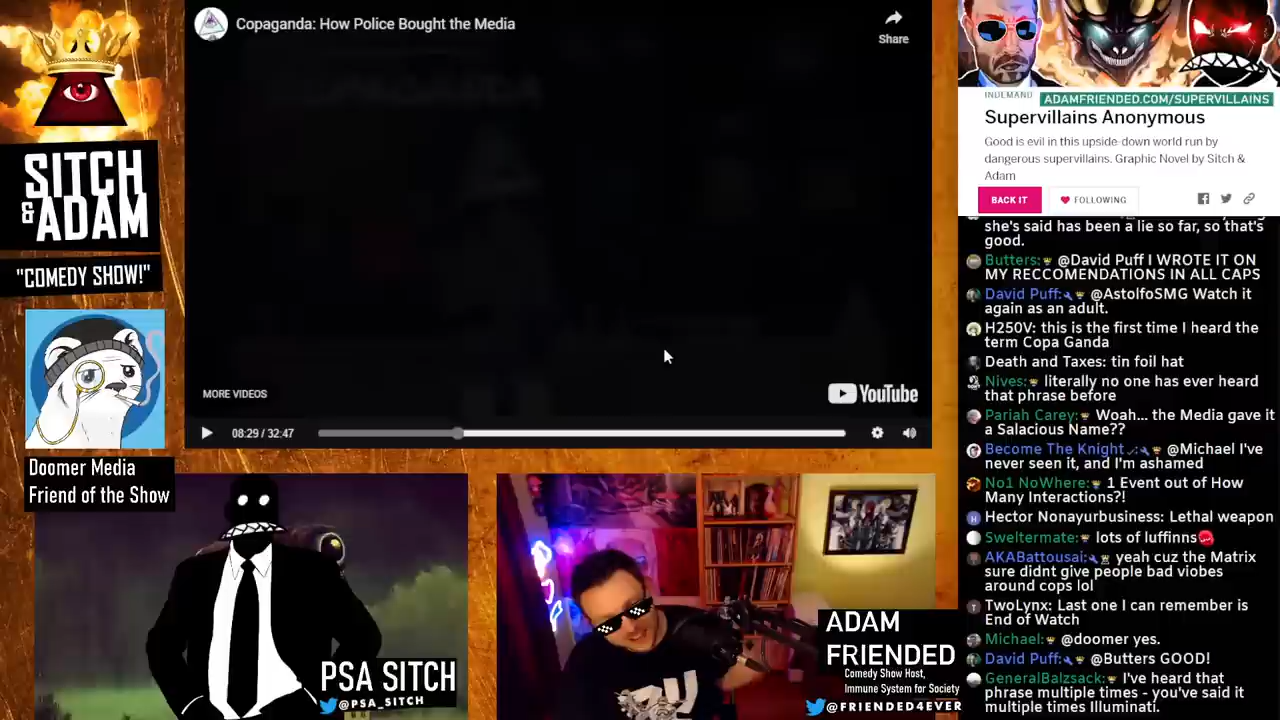 Copaganda: How Police Bought the Media
Share
MORE VIDEOS
YouTube
08:29 / 32:47
SITCH
& ADAM
"COMEDY SHOW!"
Doomer Media
Friend of the Show
PSA SITCH
@PSA_SITCH
ADAM
FRIENDED
Comedy Show Host,
Immune System for Society
@FRIENDED4EVER
INDEMAND
ADAMFRIENDED.COM/SUPERVILLAINS
Supervillains Anonymous
Good is evil in this upside-down world run by
dangerous supervillains. Graphic Novel by Sitch &
Adam
BACK IT
FOLLOWING
she's said has been a lie so far, so that's
good.
Butters: @David Puff I WROTE IT ON
MY RECCOMENDATIONS IN ALL CAPS
David Puff: @AstolfoSMG Watch it
again as an adult.
H250V: this is the first time I heard the
term Copa Ganda
Death and Taxes: tin foil hat
Nives: literally no one has ever heard
that phrase before
Pariah Carey: Woah... the Media gave it
a Salacious Name??
Become The Knight: @Michael I've
never seen it, and I'm ashamed
No1 NoWhere: 1 Event out of How
Many Interactions?!
Hector Nonayurbusiness: Lethal weapon
Sweltermate: lots of luffinns
AKABattousai: yeah cuz the Matrix
sure didnt give people bad viobes
around cops lol
TwoLynx: Last one I can remember is
End of Watch
Michael: @doomer yes.
David Puff: @Butters GOOD!
GeneralBalzsack: I've heard that
phrase multiple times - you've said it
multiple times Illuminati.